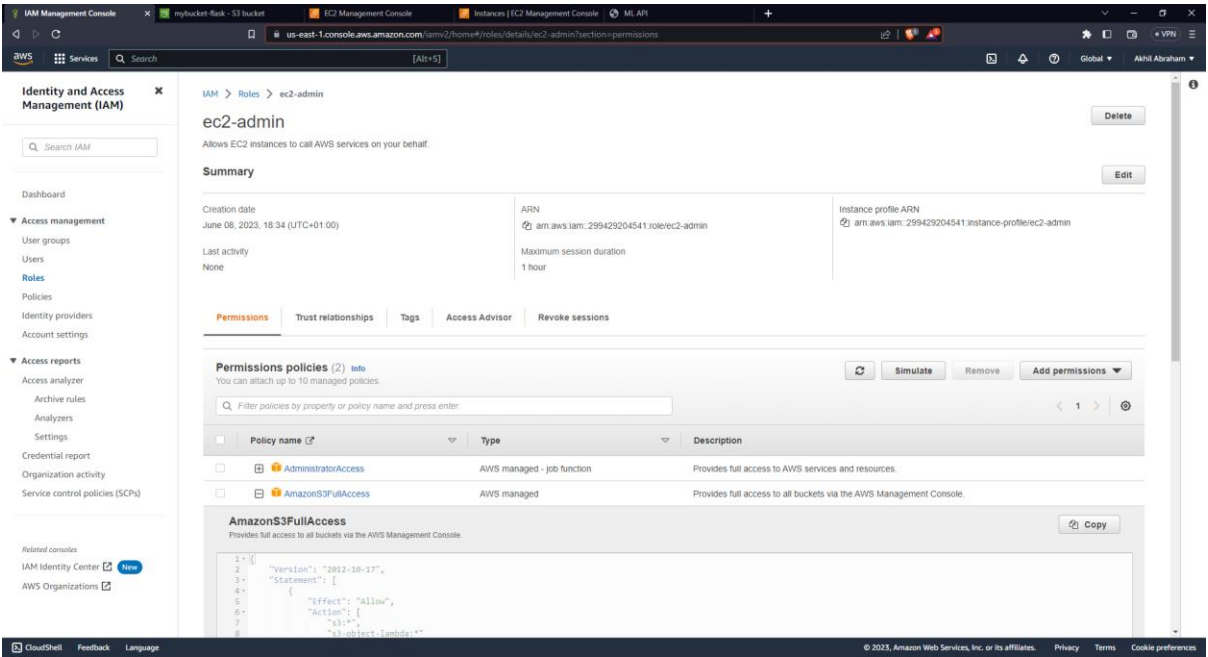 IAM Management Console
mybucket-flask - S3 bucket
EC2 Management Console
Instances | EC2 Management Console
ML API
us-east-1.console.aws.amazon.com/iamv2/home#/roles/details/ec2-admin?section=permissions
VPN
aws
Services
Search
[Alt+S]
Global
Akhil Abraham
Identity and Access Management (IAM)
Search IAM
Dashboard
Access management
User groups
Users
Roles
Policies
Identity providers
Account settings
Access reports
Access analyzer
Archive rules
Analyzers
Settings
Credential report
Organization activity
Service control policies (SCPs)
Related consoles
IAM Identity Center New
AWS Organizations
IAM > Roles > ec2-admin
ec2-admin
Delete
Allows EC2 instances to call AWS services on your behalf.
Summary
Edit
Creation date
June 08, 2023, 18:34 (UTC+01:00)
ARN
arn:aws:iam::299429204541:role/ec2-admin
Instance profile ARN
arn:aws:iam::299429204541:instance-profile/ec2-admin
Last activity
None
Maximum session duration
1 hour
Permissions
Trust relationships
Tags
Access Advisor
Revoke sessions
Permissions policies (2) Info
You can attach up to 10 managed policies.
Simulate
Remove
Add permissions
Filter policies by property or policy name and press enter.
1
Policy name
Type
Description
AdministratorAccess
AWS managed - job function
Provides full access to AWS services and resources.
AmazonS3FullAccess
AWS managed
Provides full access to all buckets via the AWS Management Console.
AmazonS3FullAccess
Provides full access to all buckets via the AWS Management Console.
Copy
1 {
2 "Version": "2012-10-17",
3 "Statement": [
4 {
5 "Effect": "Allow",
6 "Action": [
7 "s3:*",
8 "s3-object-lambda:*"
CloudShell
Feedback
Language
© 2023, Amazon Web Services, Inc. or its affiliates.
Privacy
Terms
Cookie preferences